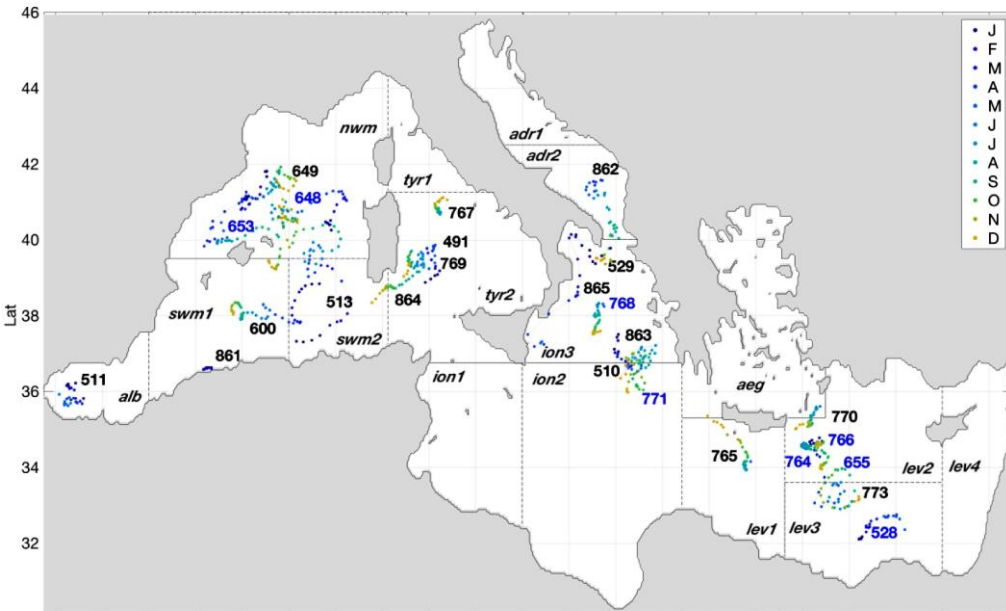 46
44
42
40
38
36
34
32
Lat
J
F
M
A
M
J
J
A
S
O
N
D
nwm
adr1
adr2
862
649
648
653
tyr1
767
491
769
864
tyr2
529
865
768
863
ion3
510
771
513
swm1
600
swm2
861
511
alb
ion1
ion2
aeg
770
766
764
655
765
lev2
lev4
773
lev1
lev3
528